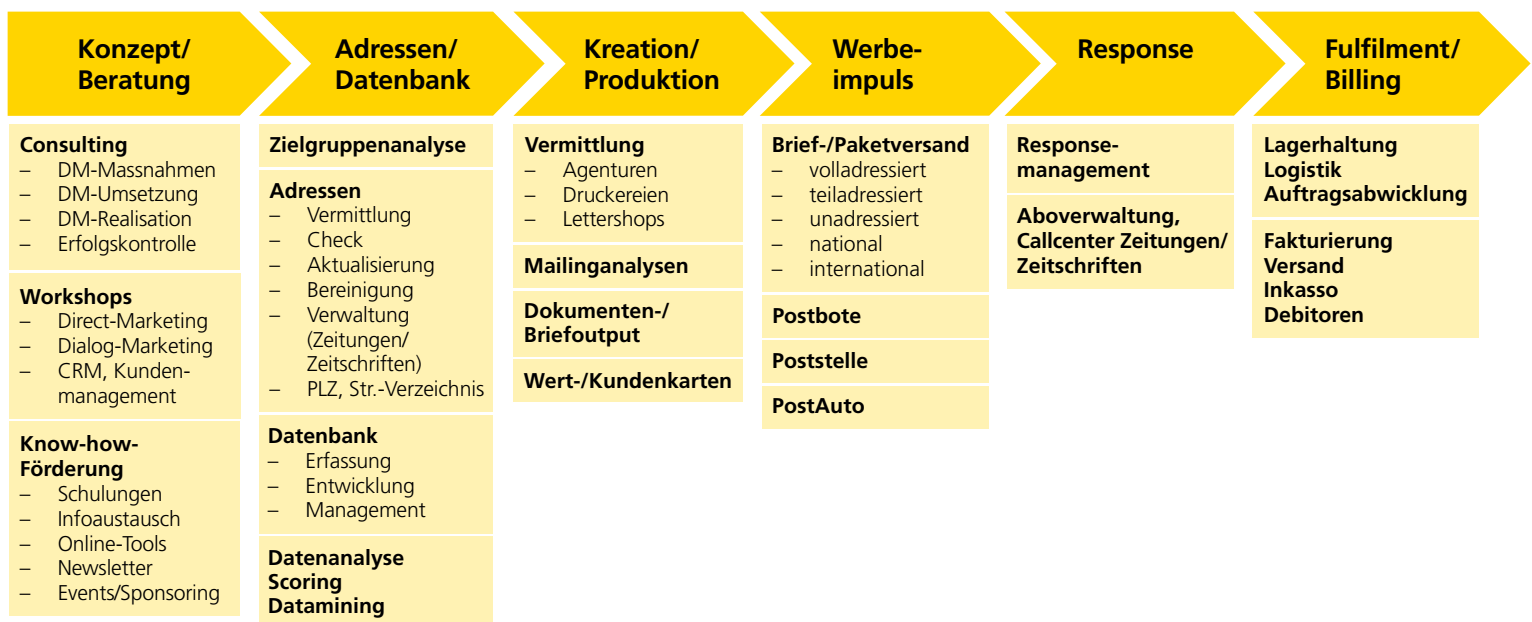 Konzept/
Beratung
Adressen/
Datenbank
Kreation/
Produktion
Werbe-
impuls
Response
Fulfilment/
Billing
Consulting
– DM-Massnahmen
– DM-Umsetzung
– DM-Realisation
– Erfolgskontrolle
Workshops
– Direct-Marketing
– Dialog-Marketing
– CRM, Kunden-
management
Know-how-
Förderung
– Schulungen
– Infoaustausch
– Online-Tools
– Newsletter
– Events/Sponsoring
Zielgruppenanalyse
Adressen
– Vermittlung
– Check
– Aktualisierung
– Bereinigung
– Verwaltung
(Zeitungen/
Zeitschriften)
– PLZ, Str.-Verzeichnis
Datenbank
– Erfassung
– Entwicklung
– Management
Datenanalyse
Scoring
Datamining
Vermittlung
– Agenturen
– Druckereien
– Lettershops
Mailinganalysen
Dokumenten-/
Briefoutput
Wert-/Kundenkarten
Brief-/Paketversand
– volladressiert
– teiladressiert
– unadressiert
– national
– international
Postbote
Poststelle
PostAuto
Response-
management
Aboverwaltung,
Callcenter Zeitungen/
Zeitschriften
Lagerhaltung
Logistik
Auftragsabwicklung
Fakturierung
Versand
Inkasso
Debitoren